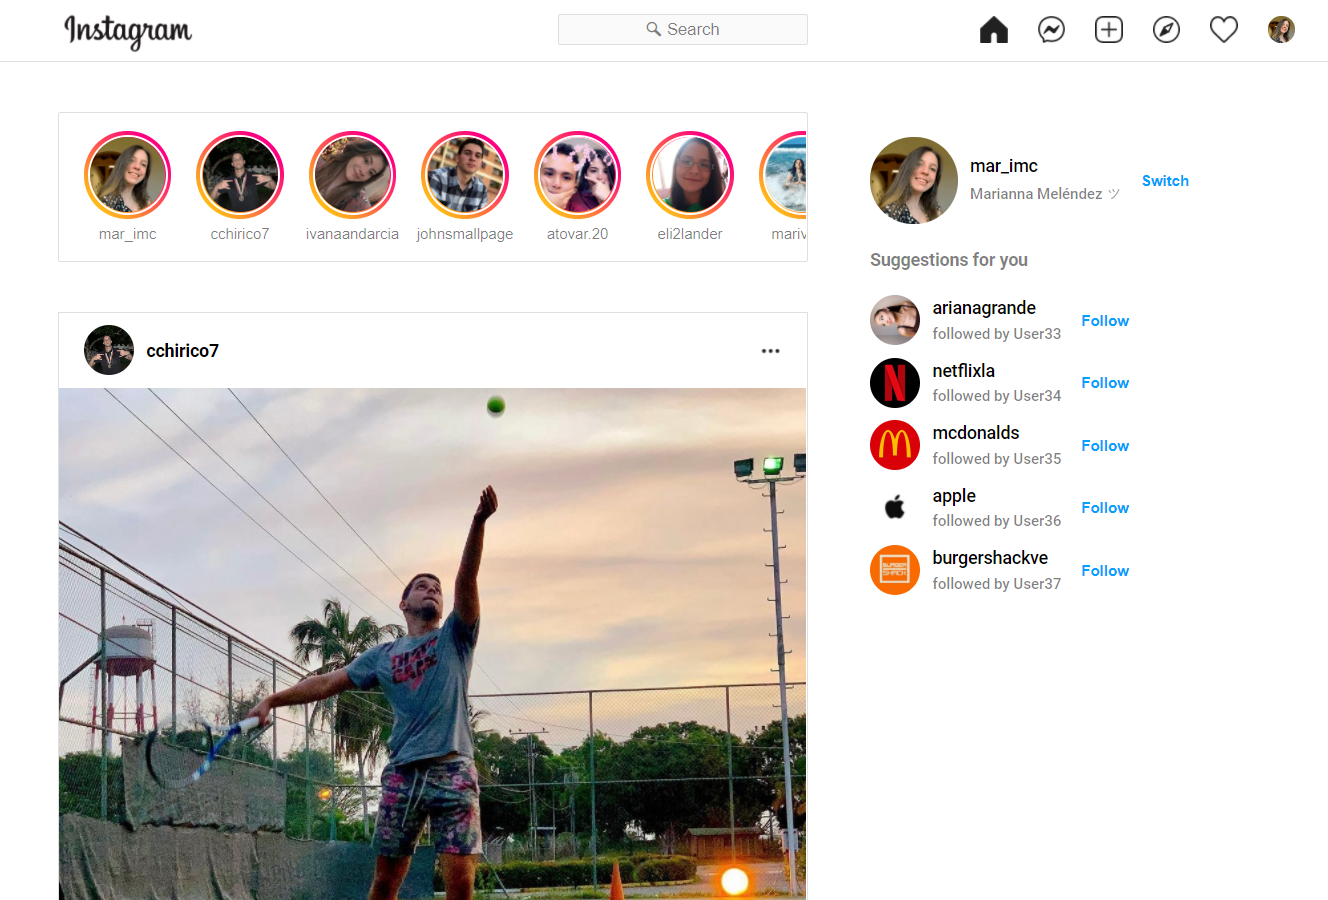 Instagram
Search
mar_imc
cchirico7
ivanaandarcia
johnsmallpage
atovar.20
eli2lander
mariv
mar_imc
Marianna Meléndez ツ
Switch
Suggestions for you
arianagrande
followed by User33
Follow
netflixla
followed by User34
Follow
mcdonalds
followed by User35
Follow
apple
followed by User36
Follow
burgershackve
followed by User37
Follow
BURGER
SHACK
cchirico7